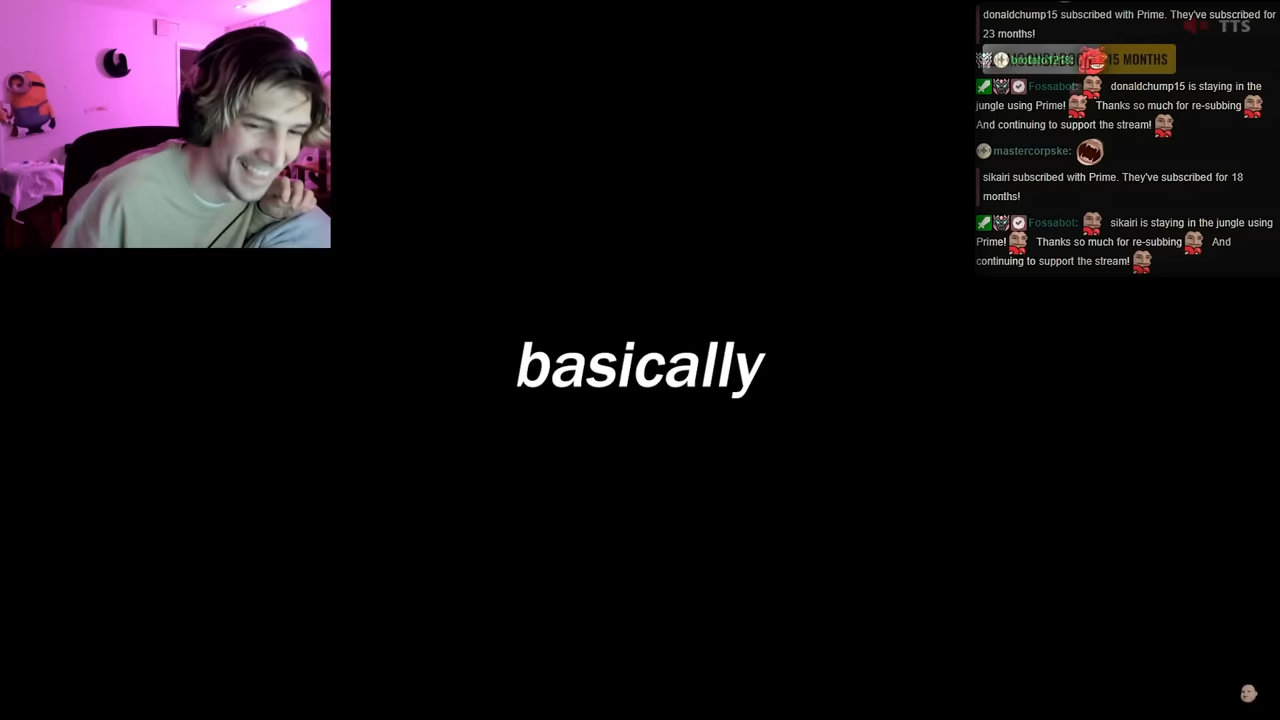 donaldchump15 subscribed with Prime. They've subscribed for
23 months!
TTS
15 MONTHS
Fossabot: donaldchump15 is staying in the
jungle using Prime! Thanks so much for re-subbing
And continuing to support the stream!
mastercorpske:
sikairi subscribed with Prime. They've subscribed for 18
months!
Fossabot: sikairi is staying in the jungle using
Prime! Thanks so much for re-subbing And
continuing to support the stream!
basically